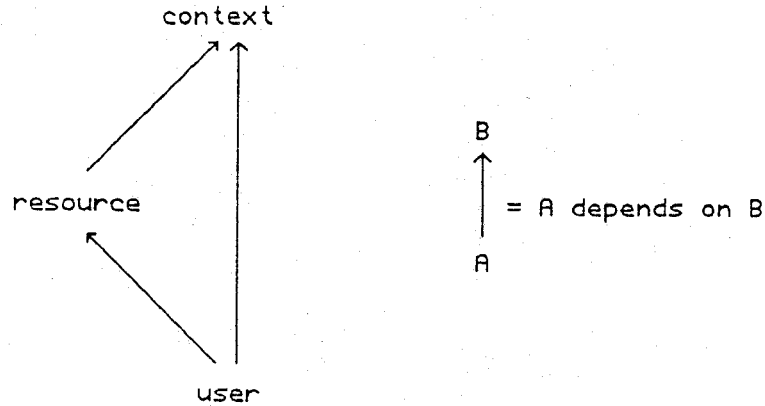 context
resource
user
B
= A depends on B
A